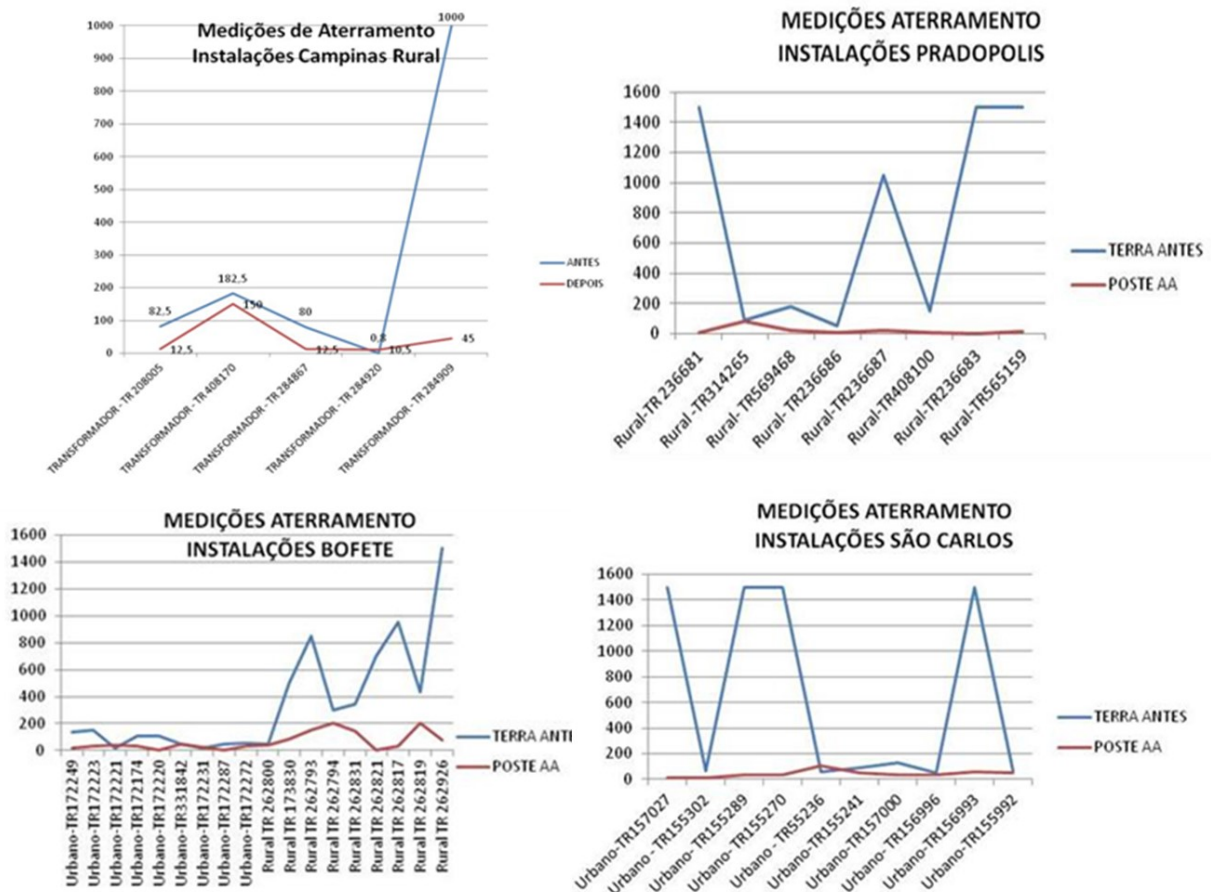 Medições de Aterramento
Instalações Campinas Rural
1000
900
800
700
600
500
400
300
200
100
0
1000
82,5
182,5
80
0,8
12,5
150
12,5
10,5
45
TRANSFORMADOR - TR 208005
TRANSFORMADOR - TR 408170
TRANSFORMADOR - TR 284867
TRANSFORMADOR - TR 284920
TRANSFORMADOR - TR 284909
ANTES
DEPOIS
MEDIÇÕES ATERRAMENTO
INSTALAÇÕES PRADOPOLIS
1600
1400
1200
1000
800
600
400
200
0
Rural-TR 236681
Rural -TR314265
Rural- TR569468
Rural -TR236686
Rural-TR236687
Rural-TR408100
Rural -TR236683
Rural-TR565159
TERRA ANTES
POSTE AA
MEDIÇÕES ATERRAMENTO
INSTALAÇÕES BOFETE
1600
1400
1200
1000
800
600
400
200
0
Urbano-TR172249
Urbano-TR172223
Urbano-TR172221
Urbano-TR172174
Urbano-TR172220
Urbano-TR331842
Urbano-TR172231
Urbano-TR172287
Urbano-TR172272
Rural TR 262800
Rural TR 173830
Rural TR 262793
Rural TR 262794
Rural TR 262831
Rural TR 262821
Rural TR 262817
Rural TR 262819
Rural TR 262926
TERRA ANTI
POSTE AA
MEDIÇÕES ATERRAMENTO
INSTALAÇÕES SÃO CARLOS
1600
1400
1200
1000
800
600
400
200
0
Urbano-TR157027
Urbano - TR155302
Urbano- TR155289
Urbano- TR155270
Urbano - TR55236
Urbano-TR155241
Urbano-TR157000
Urbano -TR156996
Urbano -TR156993
Urbano-TR155992
TERRA ANTES
POSTE AA